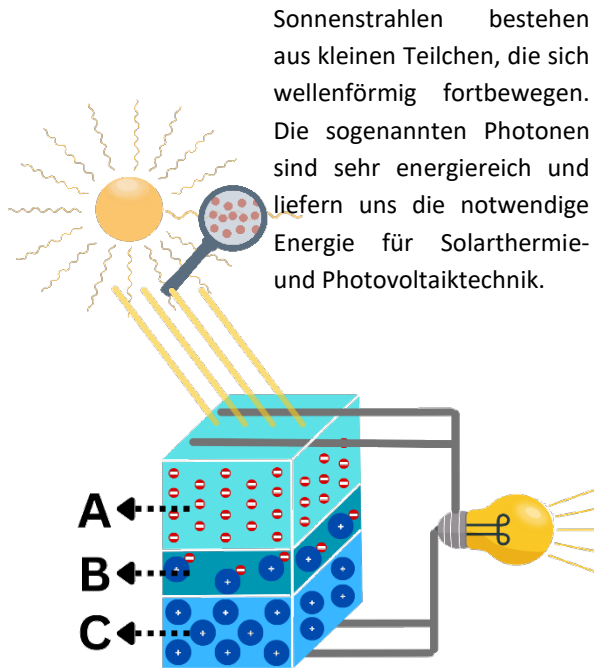 Sonnenstrahlen bestehen
aus kleinen Teilchen, die sich
wellenförmig fortbewegen.
Die sogenannten Photonen
sind sehr energiereich und
liefern uns die notwendige
Energie für Solarthermie-
und Photovoltaiktechnik.
A
B
C